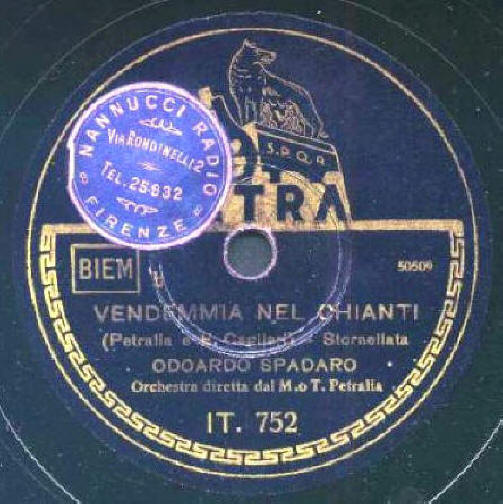 NANNUCCI RADIO
VIA RONDINELLI 2
TEL. 25832
FIRENZE
S.P.Q.R.
TRA
BIEM
50509
VENDEMMIA NEL CHIANTI
(Petralia e Stornellata
ODOARDO SPADARO
Orchestra diretta dal M.o T. Petralia
IT. 752